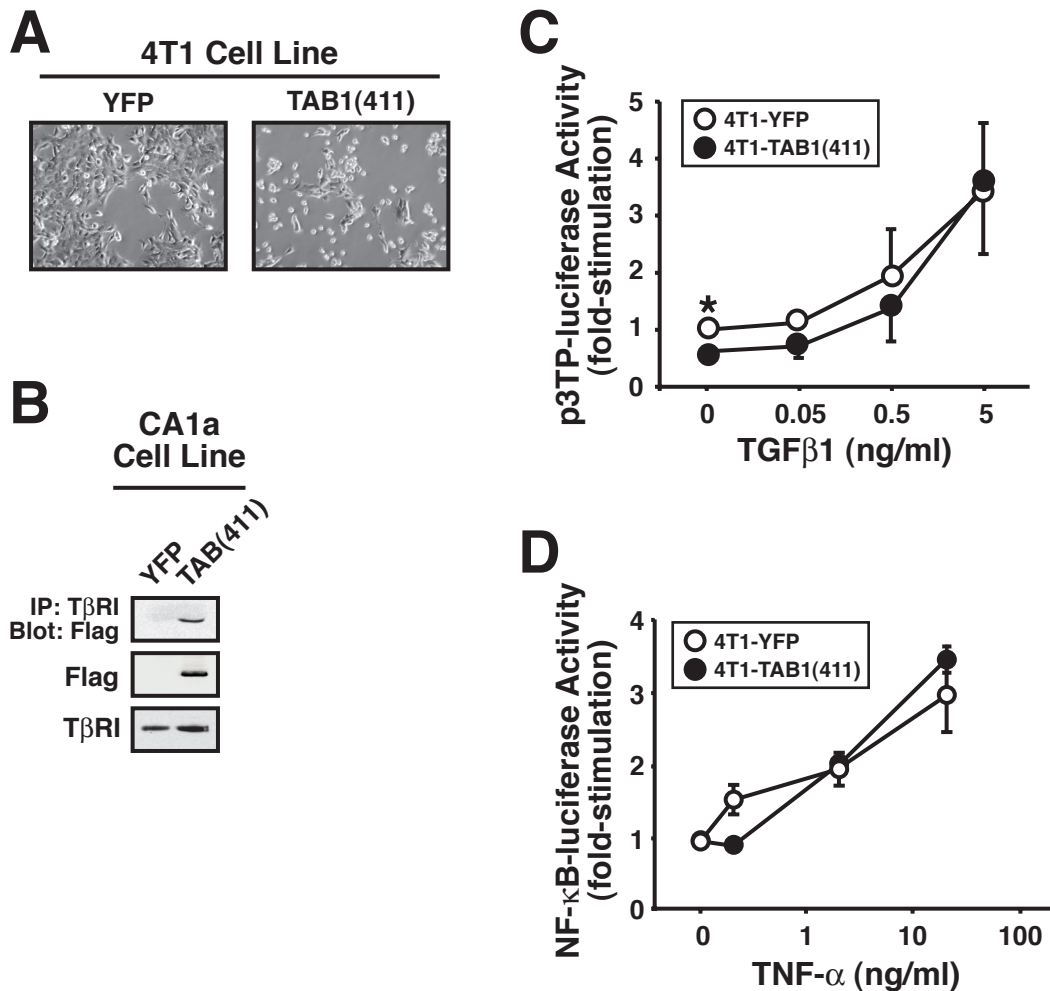 A
4T1 Cell Line
YFP
TAB1(411)
B
CA1a
Cell Line
YFP
TAB(411)
IP: TβRI
Blot: Flag
Flag
TβRI
C
p3TP-luciferase Activity
(fold-stimulation)
5
4
3
2
1
0
4T1-YFP
4T1-TAB1(411)
*
0
0.05
0.5
5
TGFβ1 (ng/ml)
D
NF-κB-luciferase Activity
(fold-stimulation)
4
3
2
1
0
4T1-YFP
4T1-TAB1(411)
0
1
10
100
TNF-α (ng/ml)